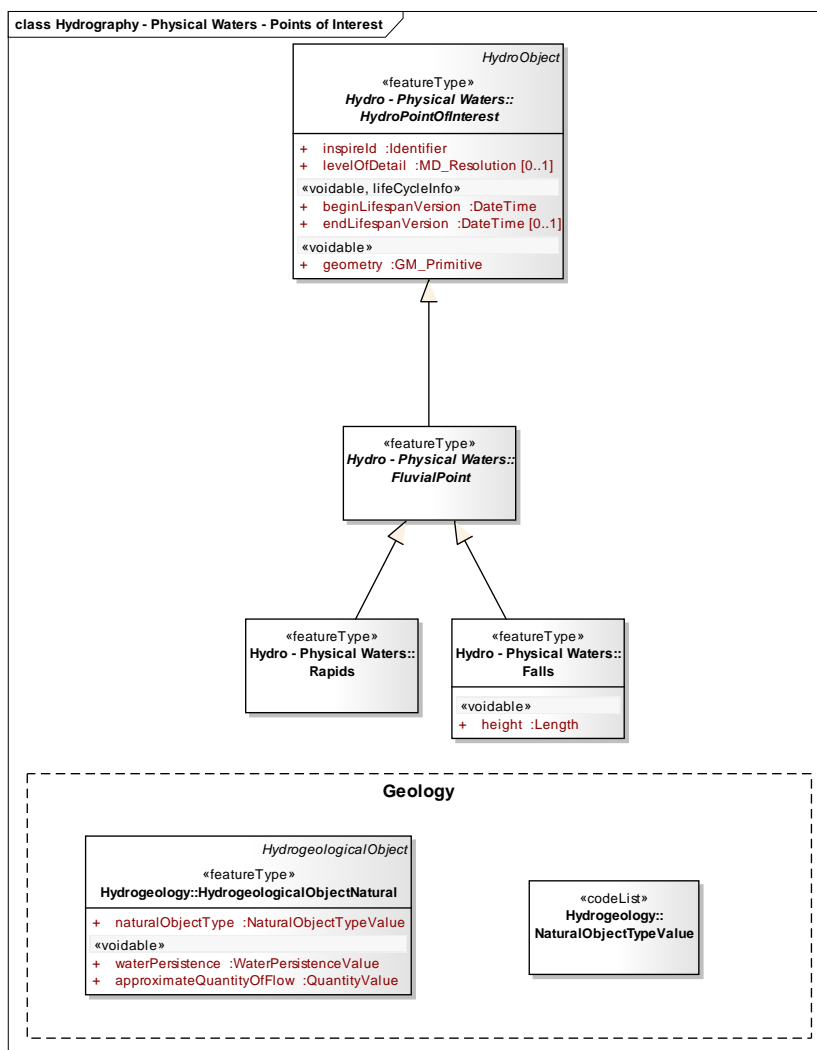 class Hydrography - Physical Waters - Points of Interest
HydroObject
«featureType»
Hydro - Physical Waters::
HydroPointOfInterest
+ inspireId :Identifier
+ levelOfDetail :MD_Resolution [0..1]
«voidable, lifeCycleInfo»
+ beginLifespanVersion :DateTime
+ endLifespanVersion :DateTime [0..1]
«voidable»
+ geometry :GM_Primitive
«featureType»
Hydro - Physical Waters::
FluvialPoint
«featureType»
Hydro - Physical Waters::
Rapids
«featureType»
Hydro - Physical Waters::
Falls
«voidable»
+ height :Length
Geology
HydrogeologicalObject
«featureType»
Hydrogeology::HydrogeologicalObjectNatural
+ naturalObjectType :NaturalObjectTypeValue
«voidable»
+ waterPersistence :WaterPersistenceValue
+ approximateQuantityOfFlow :QuantityValue
«codeList»
Hydrogeology::
NaturalObjectTypeValue